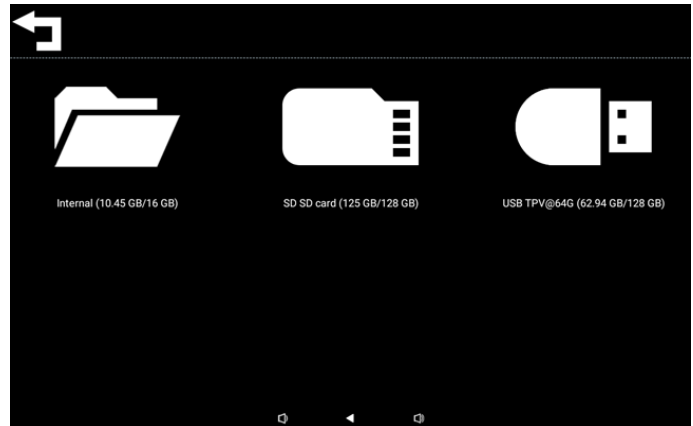 Internal (10.45 GB/16 GB)
SD SD card (125 GB/128 GB)
USB TPV@64G (62.94 GB/128 GB)